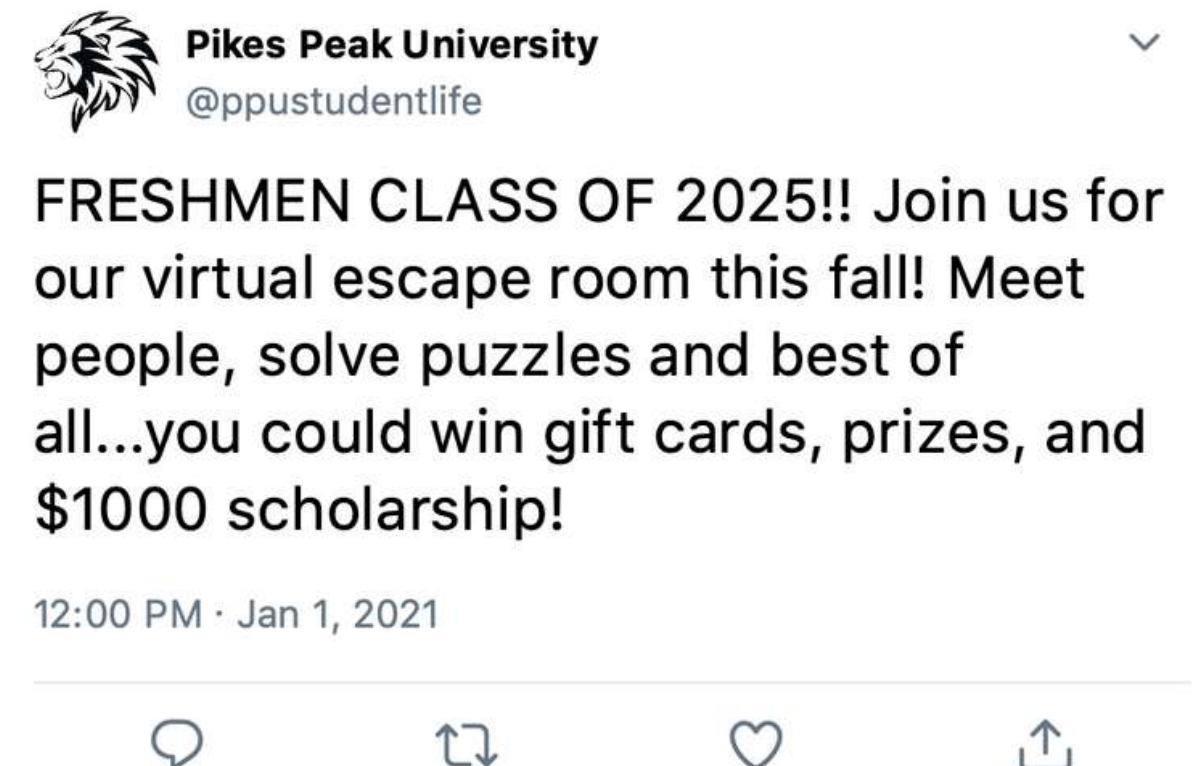 Pikes Peak University
@ppustudentlife
FRESHMEN CLASS OF 2025!! Join us for
our virtual escape room this fall! Meet
people, solve puzzles and best of
all...you could win gift cards, prizes, and
$1000 scholarship!
12:00 PM · Jan 1, 2021